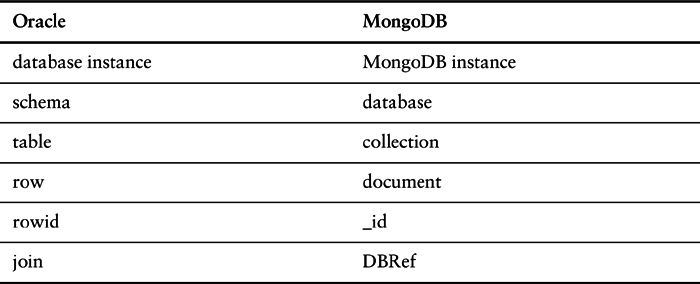 Oracle MongoDB
database instance MongoDB instance
schema database
table collection
row document
rowid _id
join DBRef